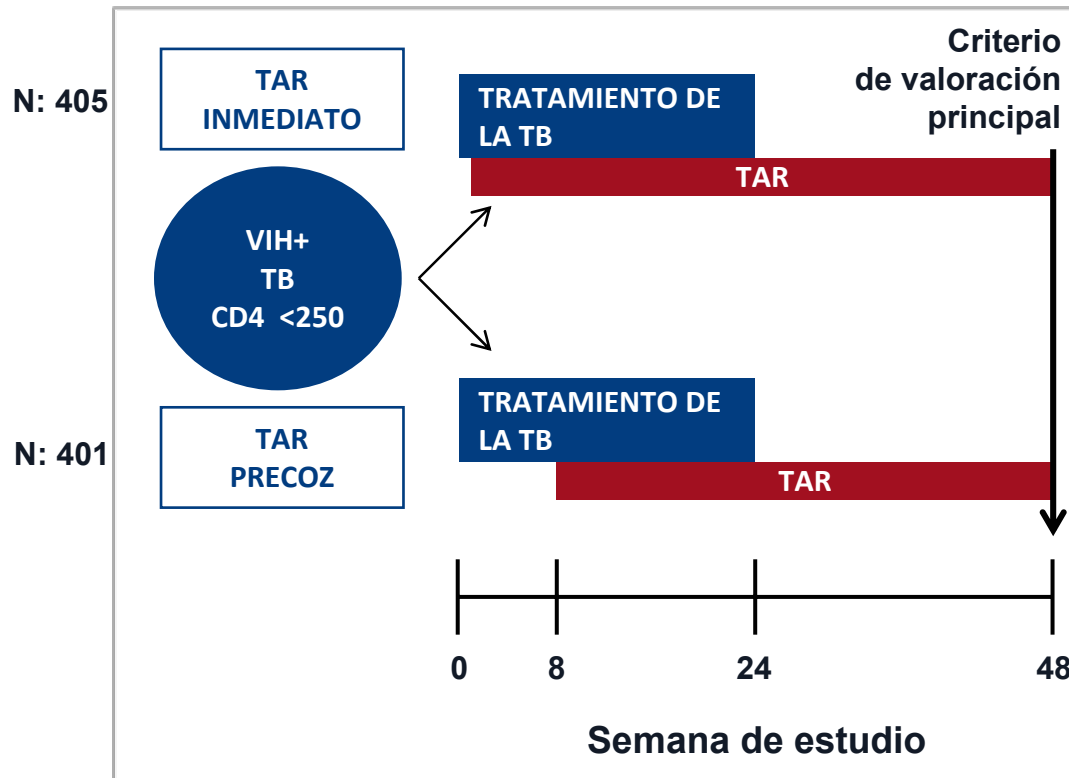 Criterio
de valoración
principal
N: 405
TAR
INMEDIATO
TRATAMIENTO DE
LA TB
TAR
VIH+
TB
CD4 <250
N: 401
TAR
PRECOZ
TRATAMIENTO DE
LA TB
TAR
0 8 24 48
Semana de estudio